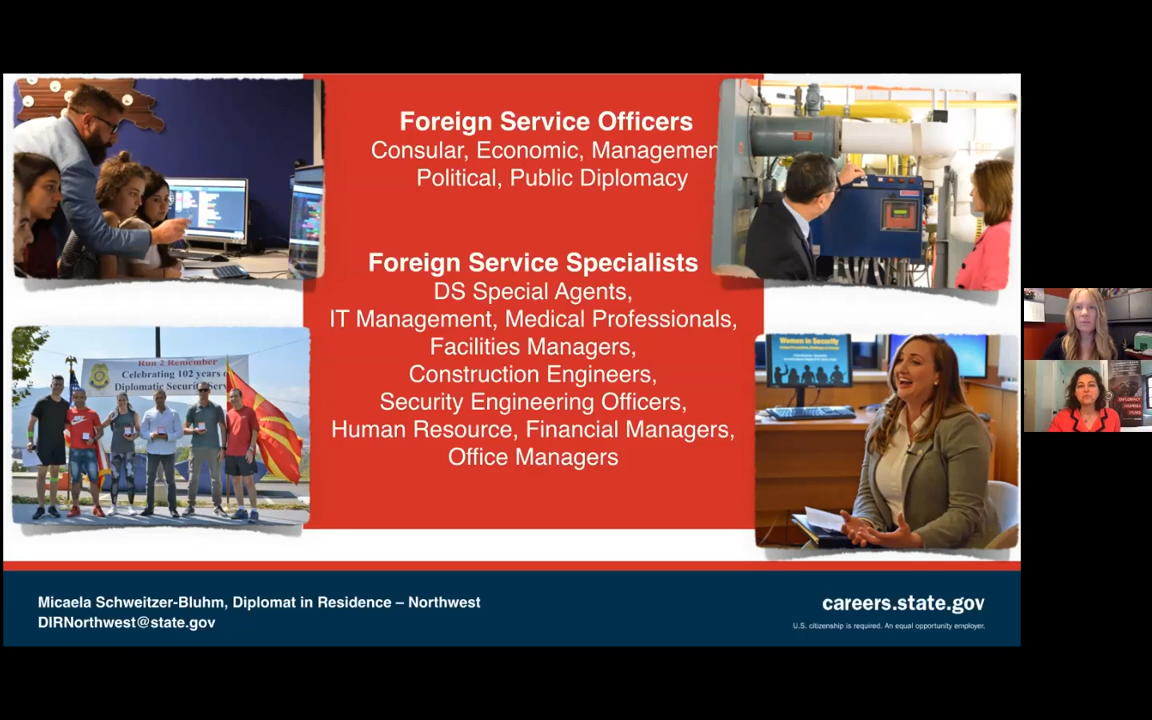 Foreign Service Officers
Consular, Economic, Managemen
Political, Public Diplomacy
Foreign Service Specialists
DS Special Agents,
IT Management, Medical Professionals,
Facilities Managers,
Construction Engineers,
Security Engineering Officers,
Human Resource, Financial Managers,
Office Managers
Run 2 Remember
Celebrating 102 years o
Diplomatic Security Serv
Women in Security
Micaela Schweitzer-Bluhm, Diplomat in Residence – Northwest
DIRNorthwest@state.gov
careers.state.gov
U.S. citizenship is required. An equal opportunity employer.